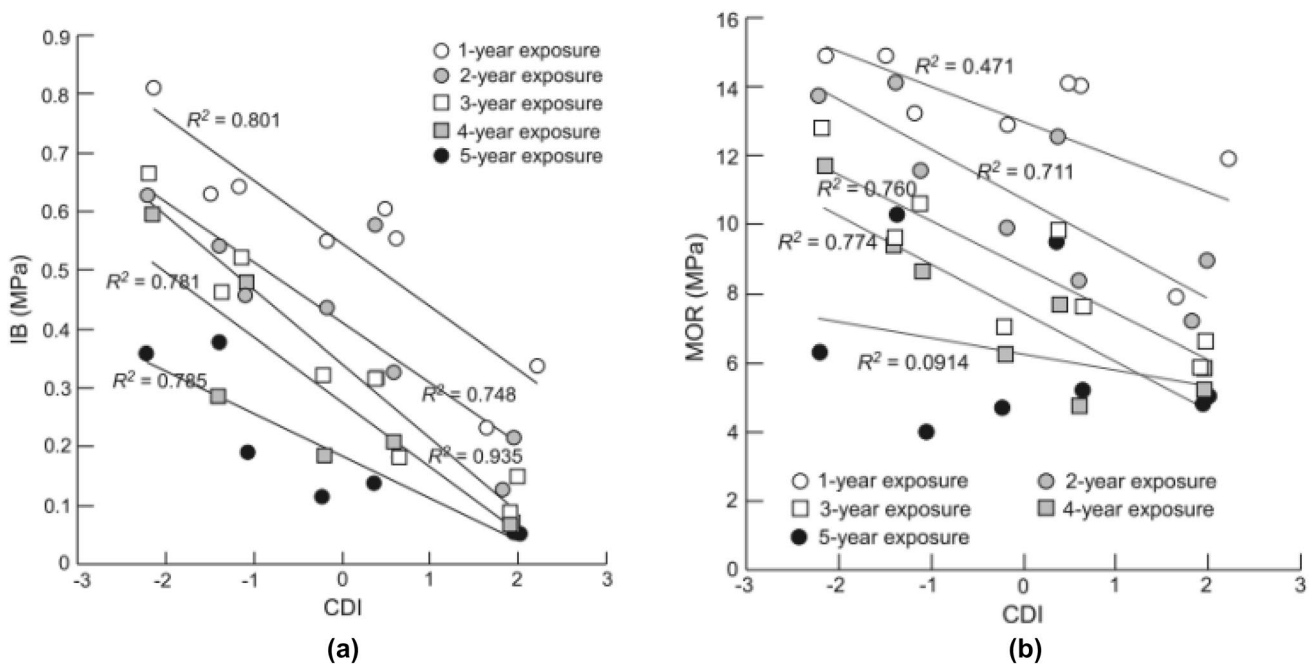 0.9
0.8
0.7
0.6
0.5
0.4
0.3
0.2
0.1
0
IB (MPa)
-3
-2
-1
0
1
2
3
CDI
1-year exposure
2-year exposure
3-year exposure
4-year exposure
5-year exposure
R² = 0.801
R² = 0.781
R² = 0.785
R² = 0.748
R² = 0.935
(a)
16
14
12
10
8
6
4
2
0
MOR (MPa)
-3
-2
-1
0
1
2
3
CDI
R² = 0.471
R² = 0.711
R² = 0.760
R² = 0.774
R² = 0.0914
1-year exposure
2-year exposure
3-year exposure
4-year exposure
5-year exposure
(b)